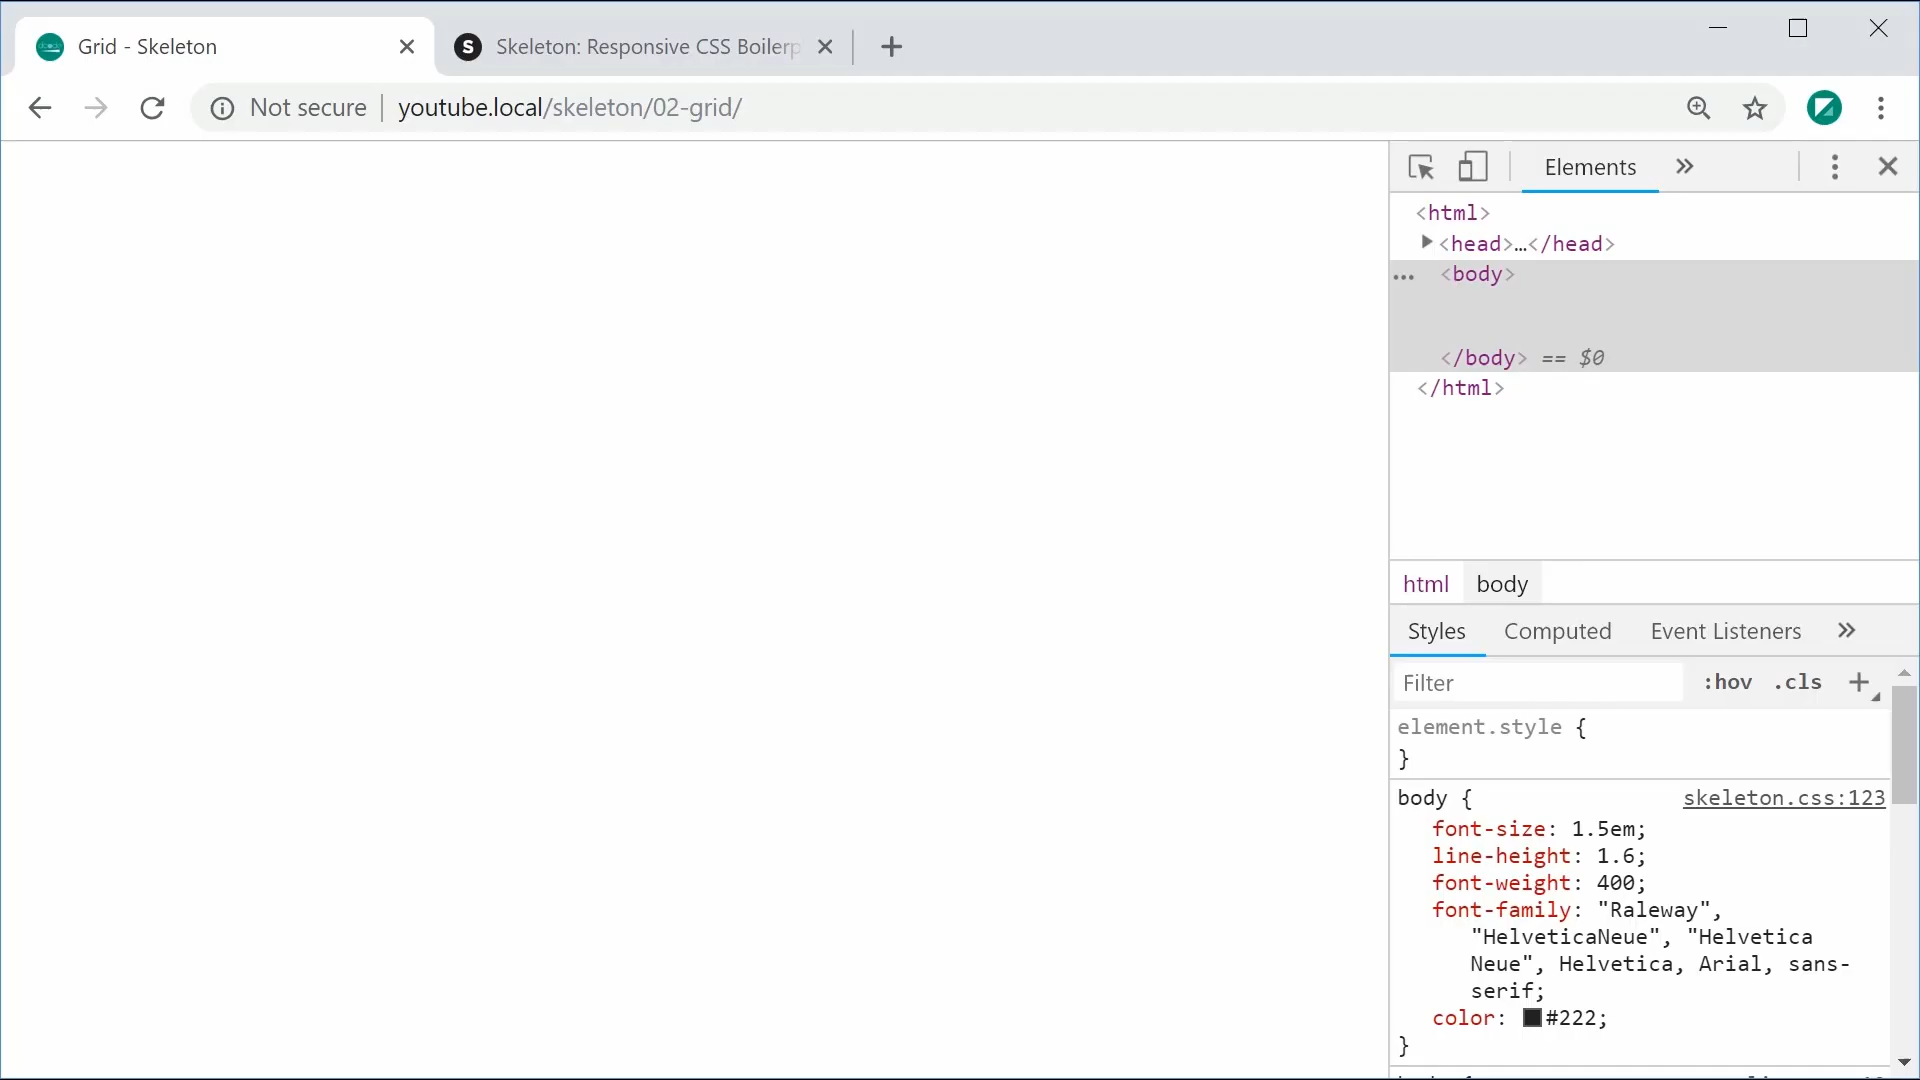 Grid - Skeleton
Skeleton: Responsive CSS Boilerp
Not secure | youtube.local/skeleton/02-grid/
Elements
<html>
<head>…</head>
<body>
</body> == $0
</html>
html body
Styles Computed Event Listeners
Filter :hov .cls
element.style {
}
body { skeleton.css:123
font-size: 1.5em;
line-height: 1.6;
font-weight: 400;
font-family: "Raleway",
"HelveticaNeue", "Helvetica
Neue", Helvetica, Arial, sans-
serif;
color: #222;
}